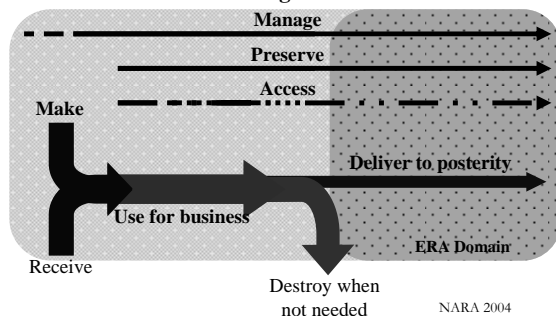 Manage
Preserve
Access
Make
Deliver to posterity
Use for business
ERA Domain
Receive
Destroy when
not needed
NARA 2004